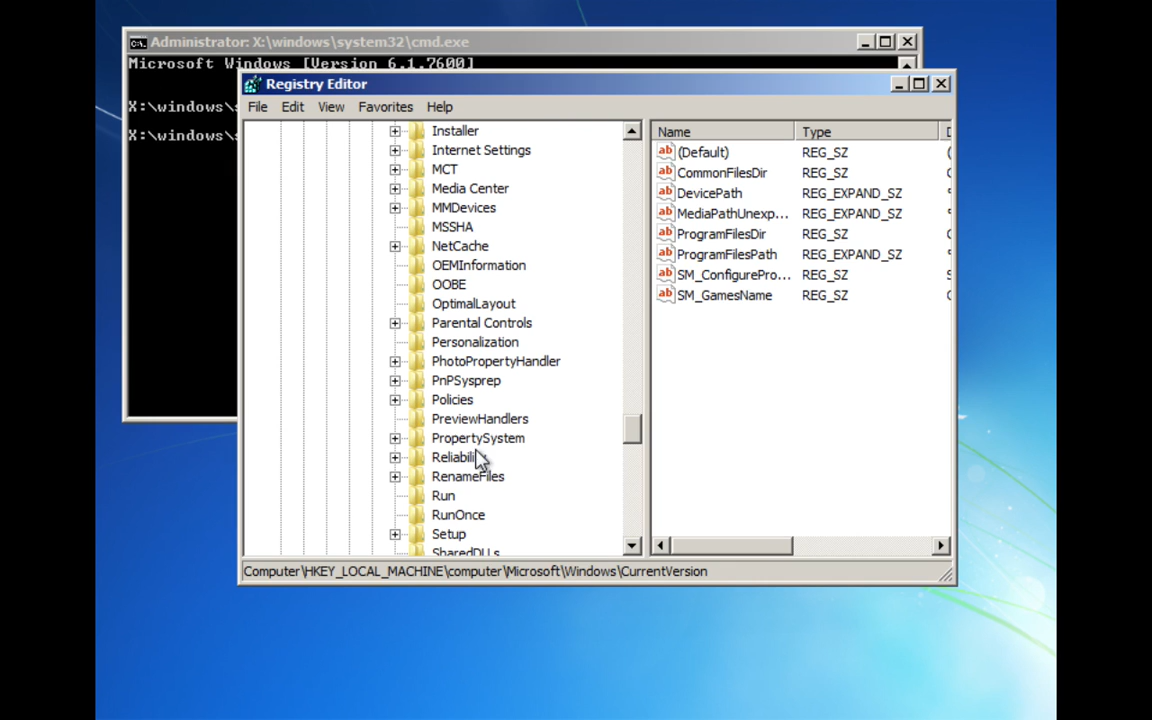 Administrator: X:\windows\system32\cmd.exe
Microsoft Windows [Version 6.1.7600]
X:\windows\s
X:\windows\s
Registry Editor
File Edit View Favorites Help
Installer
Internet Settings
MCT
Media Center
MMDevices
MSSHA
NetCache
OEMInformation
OOBE
OptimalLayout
Parental Controls
Personalization
PhotoPropertyHandler
PnPSysprep
Policies
PreviewHandlers
PropertySystem
Reliability
RenameFiles
Run
RunOnce
Setup
SharedDLLs
Name Type
(Default) REG_SZ
CommonFilesDir REG_SZ
DevicePath REG_EXPAND_SZ
MediaPathUnexp... REG_EXPAND_SZ
ProgramFilesDir REG_SZ
ProgramFilesPath REG_EXPAND_SZ
SM_ConfigurePro... REG_SZ
SM_GamesName REG_SZ
Computer\HKEY_LOCAL_MACHINE\computer\Microsoft\Windows\CurrentVersion